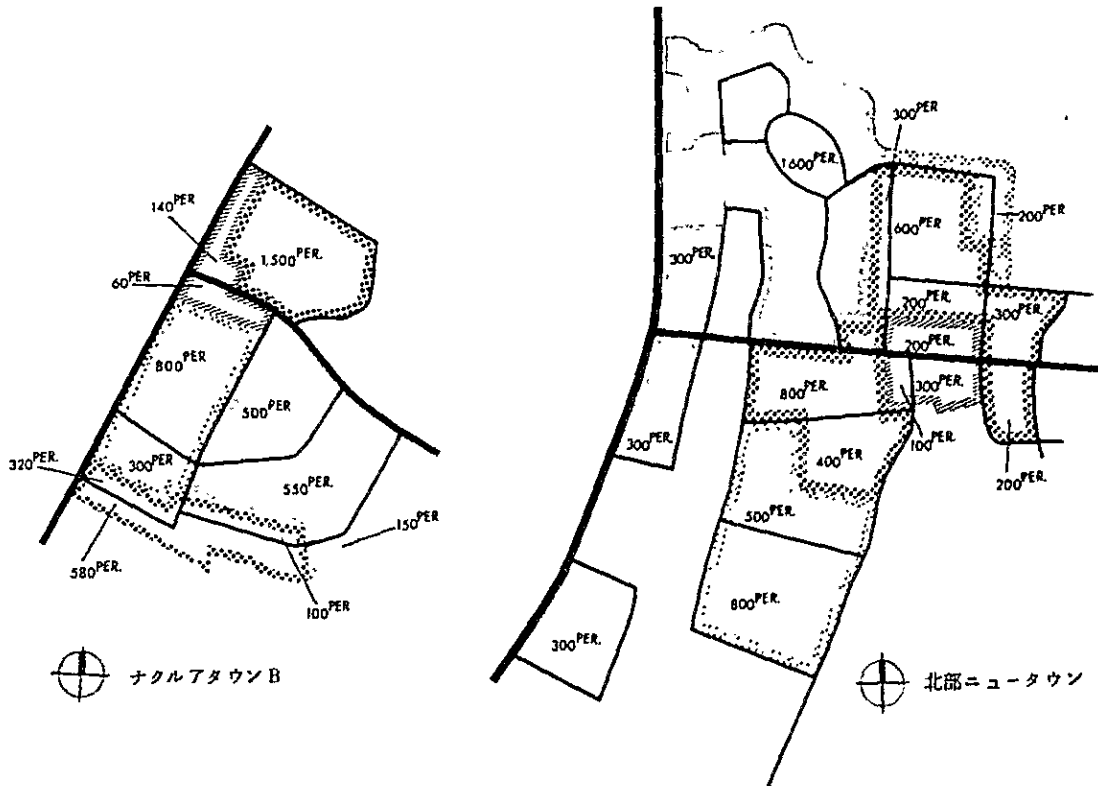 140PER
1,500PER.
60PER
800PER
500PER
320PER.
300PER
550PER.
150PER
580PER.
100PER
ナクルアタウンB
300PER
1600PER.
200PER
600PER.
300PER.
200PER.
300PER.
200PER.
300PER.
800PER.
100PER.
300PER.
400PER
200PER.
500PER.
800PER.
300PER.
北部ニュータウン